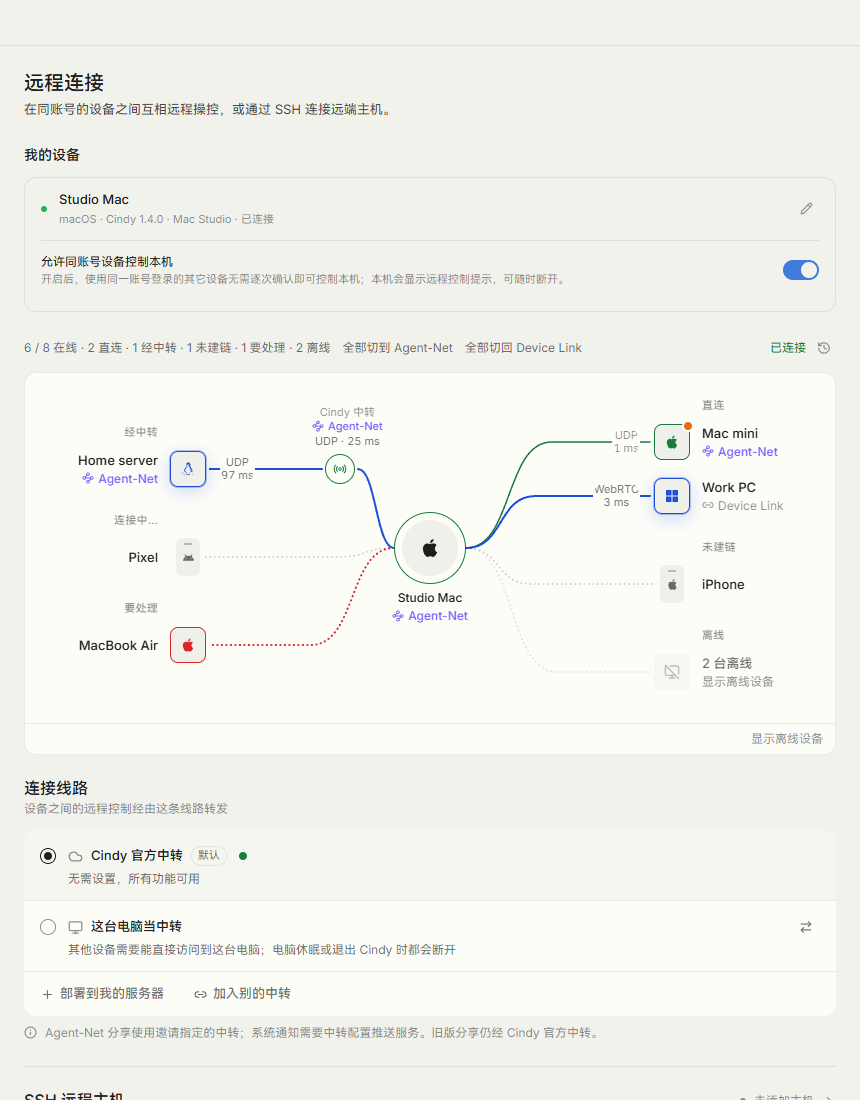 远程连接
在同账号的设备之间互相远程操控，或通过 SSH 连接远端主机。
我的设备
Studio Mac
macOS · Cindy 1.4.0 · Mac Studio · 已连接
允许同账号设备控制本机
开启后，使用同一账号登录的其它设备无需逐次确认即可控制本机；本机会显示远程控制提示，可随时断开。
6 / 8 在线 · 2 直连 · 1 经中转 · 1 未建链 · 1 要处理 · 2 离线 全部切到 Agent-Net 全部切回 Device Link
已连接
经中转
Home server
Agent-Net
UDP
97 ms
Cindy 中转
Agent-Net
UDP · 25 ms
连接中...
Pixel
要处理
MacBook Air
Studio Mac
Agent-Net
直连
UDP
1 ms
Mac mini
Agent-Net
WebRTC
3 ms
Work PC
Device Link
未建链
iPhone
离线
2 台离线
显示离线设备
显示离线设备
连接线路
设备之间的远程控制经由这条线路转发
Cindy 官方中转 默认
无需设置，所有功能可用
这台电脑当中转
其他设备需要能直接访问到这台电脑；电脑休眠或退出 Cindy 时都会断开
部署到我的服务器 加入别的中转
Agent-Net 分享使用邀请指定的中转；系统通知需要中转配置推送服务。旧版分享仍经 Cindy 官方中转。
SSH 远程主机
未添加主机